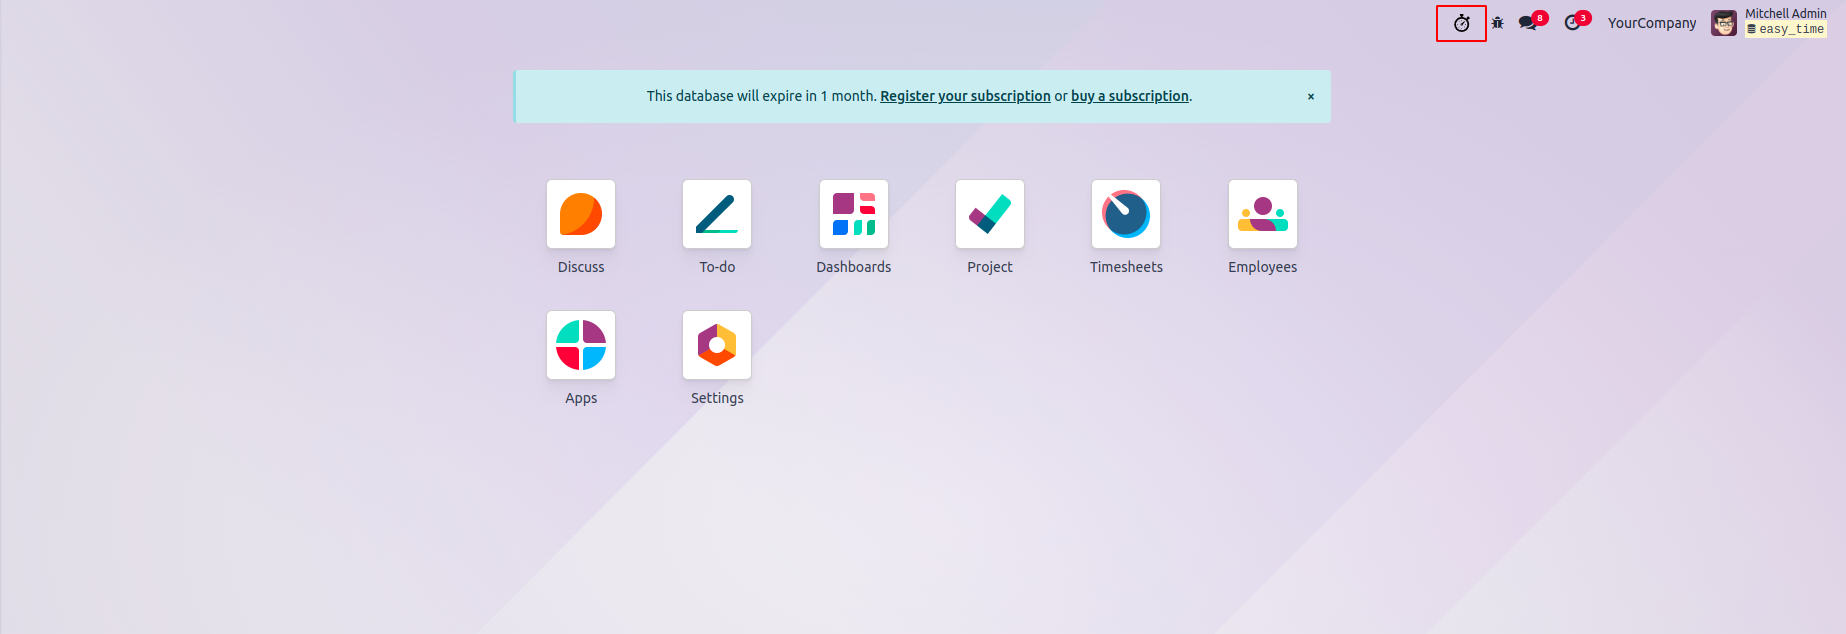 8
3
YourCompany
Mitchell Admin
easy_time
This database will expire in 1 month. Register your subscription or buy a subscription.
×
Discuss
To-do
Dashboards
Project
Timesheets
Employees
Apps
Settings